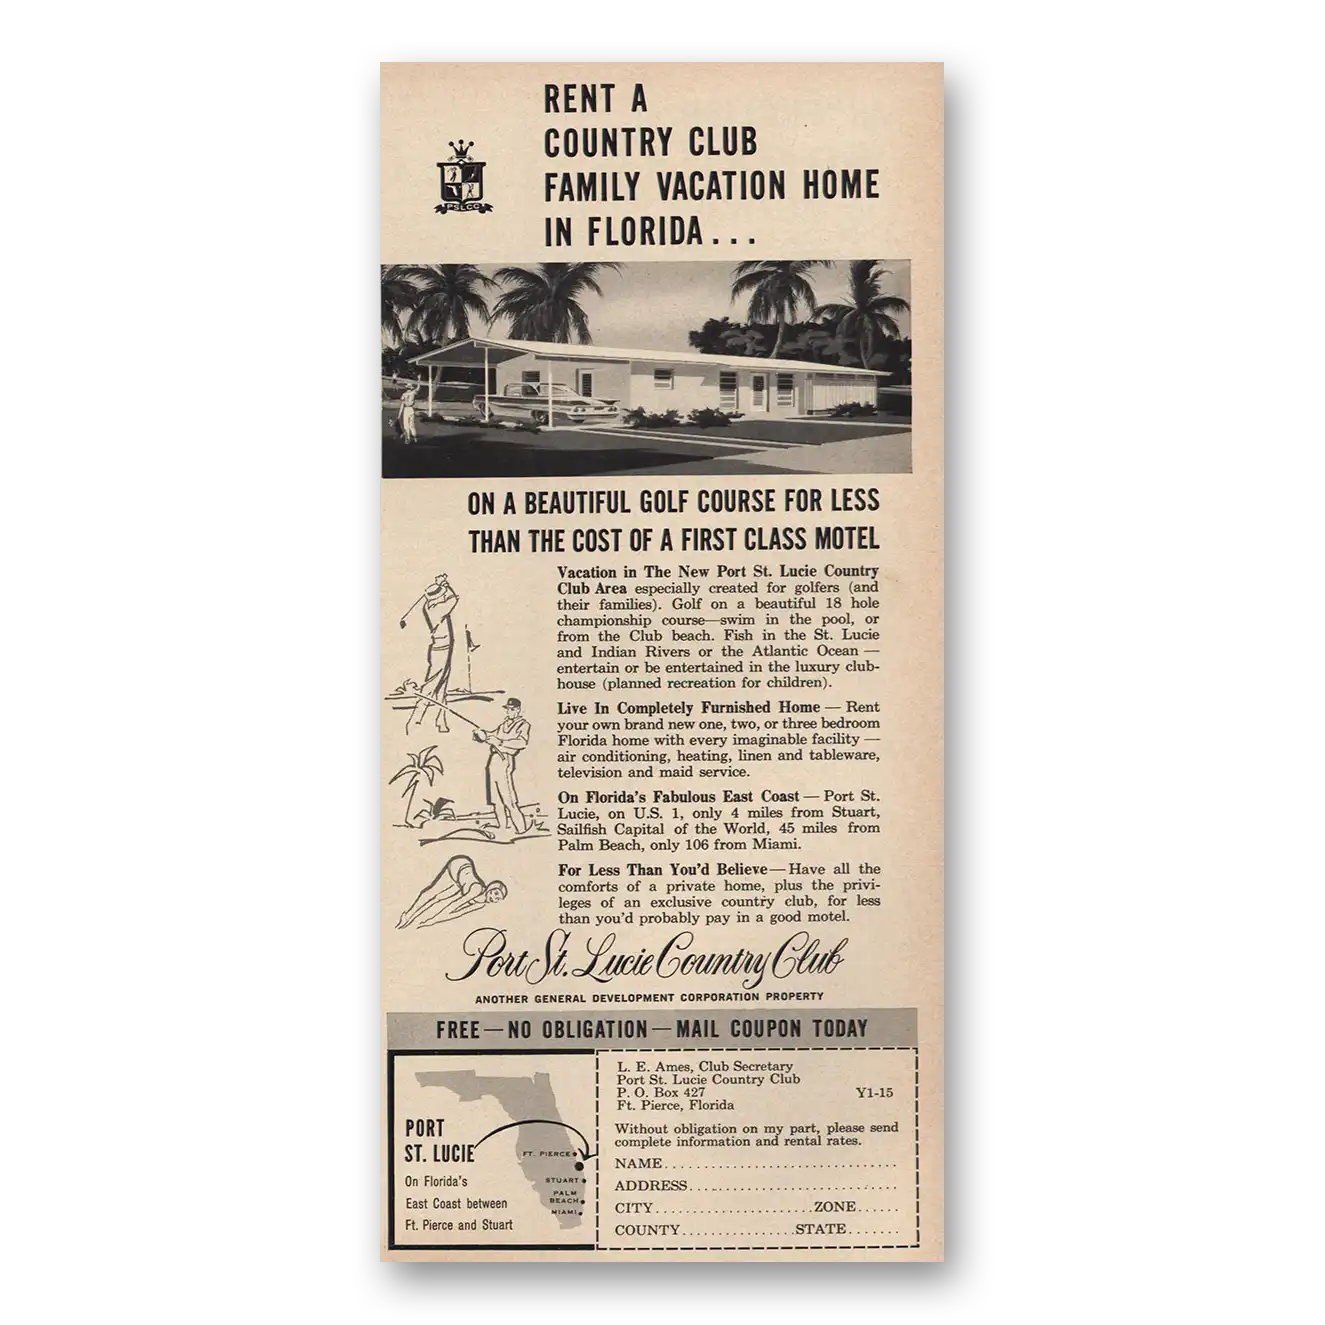 RENT A
COUNTRY CLUB
FAMILY VACATION HOME
IN FLORIDA...
PSLCC
ON A BEAUTIFUL GOLF COURSE FOR LESS
THAN THE COST OF A FIRST CLASS MOTEL
Vacation in The New Port St. Lucie Country
Club Area especially created for golfers (and
their families). Golf on a beautiful 18 hole
championship course—swim in the pool, or
from the Club beach. Fish in the St. Lucie
and Indian Rivers or the Atlantic Ocean —
entertain or be entertained in the luxury club-
house (planned recreation for children).
Live In Completely Furnished Home — Rent
your own brand new one, two, or three bedroom
Florida home with every imaginable facility —
air conditioning, heating, linen and tableware,
television and maid service.
On Florida's Fabulous East Coast — Port St.
Lucie, on U.S. 1, only 4 miles from Stuart,
Sailfish Capital of the World, 45 miles from
Palm Beach, only 106 from Miami.
For Less Than You'd Believe — Have all the
comforts of a private home, plus the privi-
leges of an exclusive country club, for less
than you'd probably pay in a good motel.
Port St. Lucie Country Club
ANOTHER GENERAL DEVELOPMENT CORPORATION PROPERTY
FREE—NO OBLIGATION—MAIL COUPON TODAY
PORT
ST. LUCIE
On Florida's
East Coast between
Ft. Pierce and Stuart
FT. PIERCE
STUART
PALM
BEACH
MIAMI
L. E. Ames, Club Secretary
Port St. Lucie Country Club
P. O. Box 427 Y1-15
Ft. Pierce, Florida
Without obligation on my part, please send
complete information and rental rates.
NAME................................
ADDRESS.............................
CITY......................ZONE......
COUNTY................STATE.......